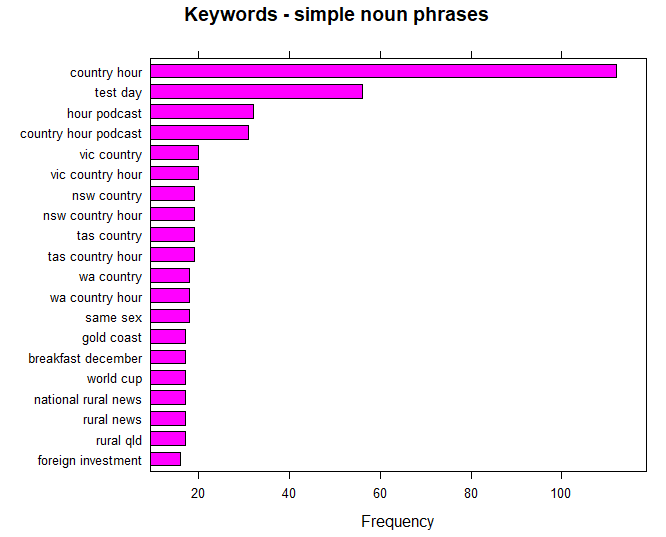 Keywords - simple noun phrases
country hour
test day
hour podcast
country hour podcast
vic country
vic country hour
nsw country
nsw country hour
tas country
tas country hour
wa country
wa country hour
same sex
gold coast
breakfast december
world cup
national rural news
rural news
rural qld
foreign investment
20 40 60 80 100
Frequency